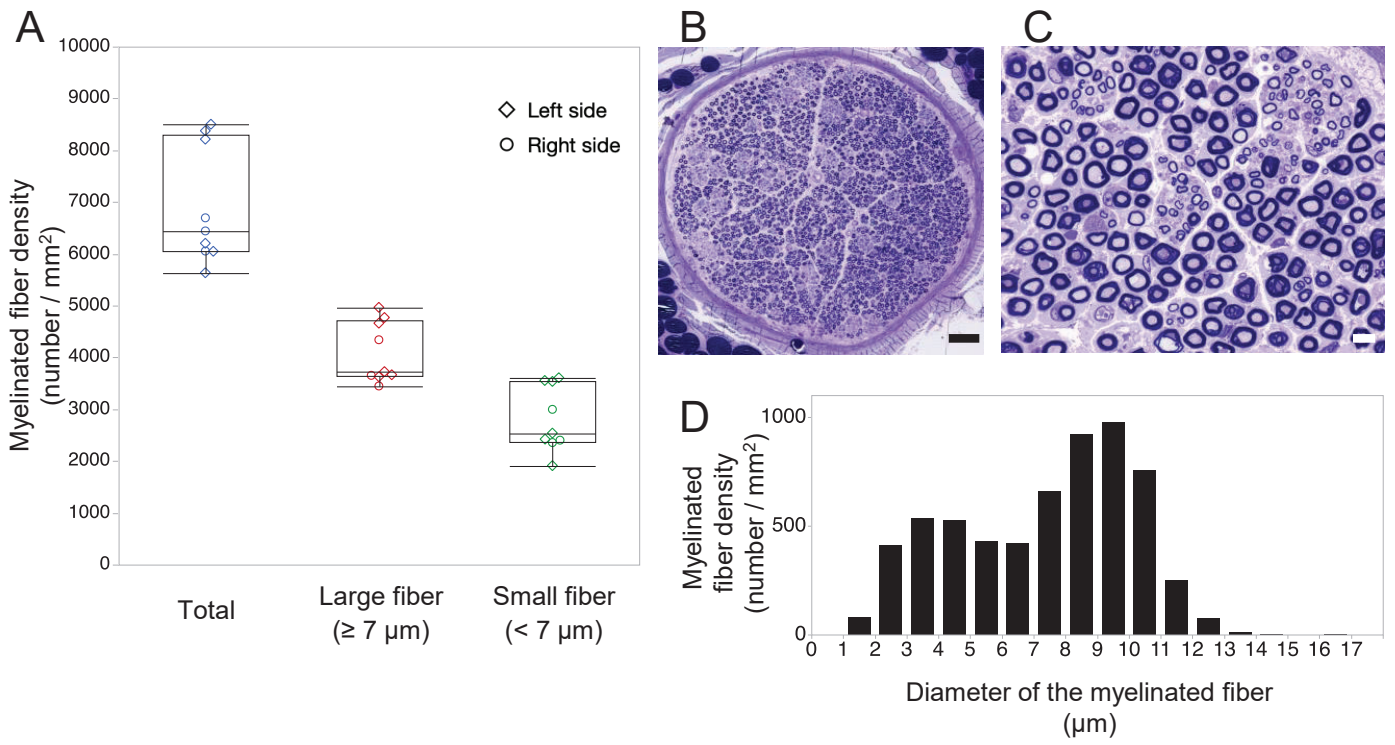 A
Myelinated fiber density
(number / mm²)
10000
9000
8000
7000
6000
5000
4000
3000
2000
1000
0
Left side
Right side
Total
Large fiber
(≥ 7 μm)
Small fiber
(< 7 μm)
B
C
D
Myelinated
fiber density
(number / mm²)
1000
500
0
0 1 2 3 4 5 6 7 8 9 10 11 12 13 14 15 16 17
Diameter of the myelinated fiber
(μm)